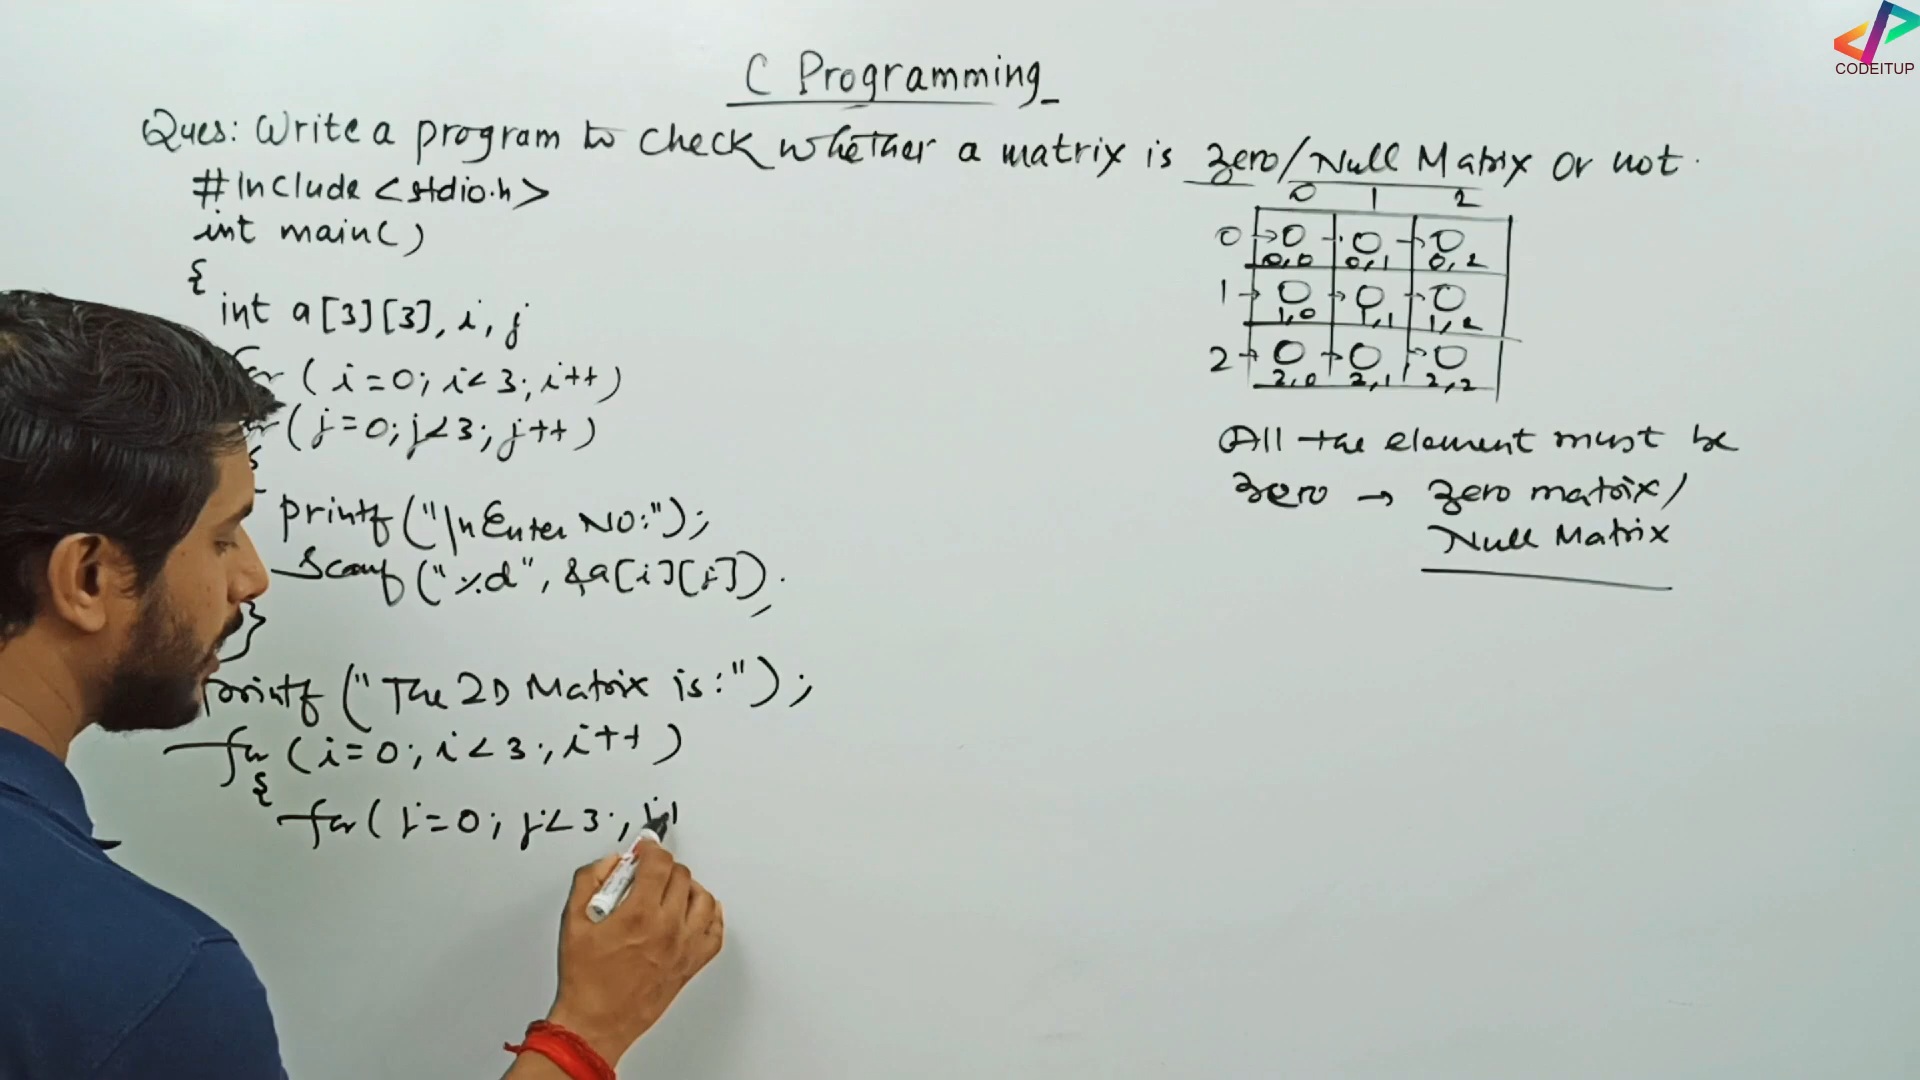 C Programming
Ques: Write a program to check whether a matrix is Zero/Null Matrix or not.
#Include <stdio.h>
int main()
{
int a[3][3], i, j
for (i=0; i<3; i++)
for (j=0; j<3; j++)
{
printf("\nEnter NO:");
Scanf("%d", &a[i][j]);
}
printf("The 2D Matrix is:");
for (i=0; i<3; i++)
{
for (j=0; j<3; j
0 1 2
0 → 0 → 0 → 0
0,0 0,1 0,2
1 → 0 → 0 → 0
1,0 1,1 1,2
2 → 0 → 0 → 0
2,0 2,1 2,2
All the element must be
Zero → Zero matrix/
Null Matrix
CODEITUP